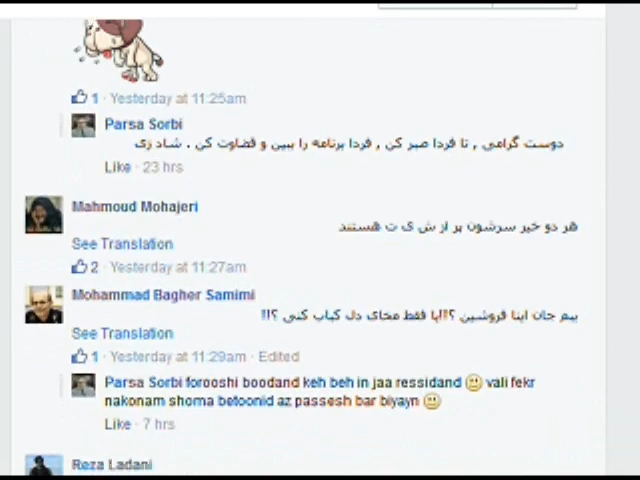 1 · Yesterday at 11:25am
Parsa Sorbi
دوست گرامی , تا فردا صبر کن , فردا برنامه را ببین و قضاوت کن . شاد زی
Like · 23 hrs
Mahmoud Mohajeri
هر دو خیر سرشون پر از ش ی ت هستند
See Translation
2 · Yesterday at 11:27am
Mohammad Bagher Samimi
بیم جان اینا فروشین ؟!!یا فقط مخای دل کباب کنی ؟!!
See Translation
1 · Yesterday at 11:29am · Edited
Parsa Sorbi forooshi boodand keh beh in jaa ressidand vali fekr
nakonam shoma betoonid az passesh bar biyayn
Like · 7 hrs
Reza Ladani